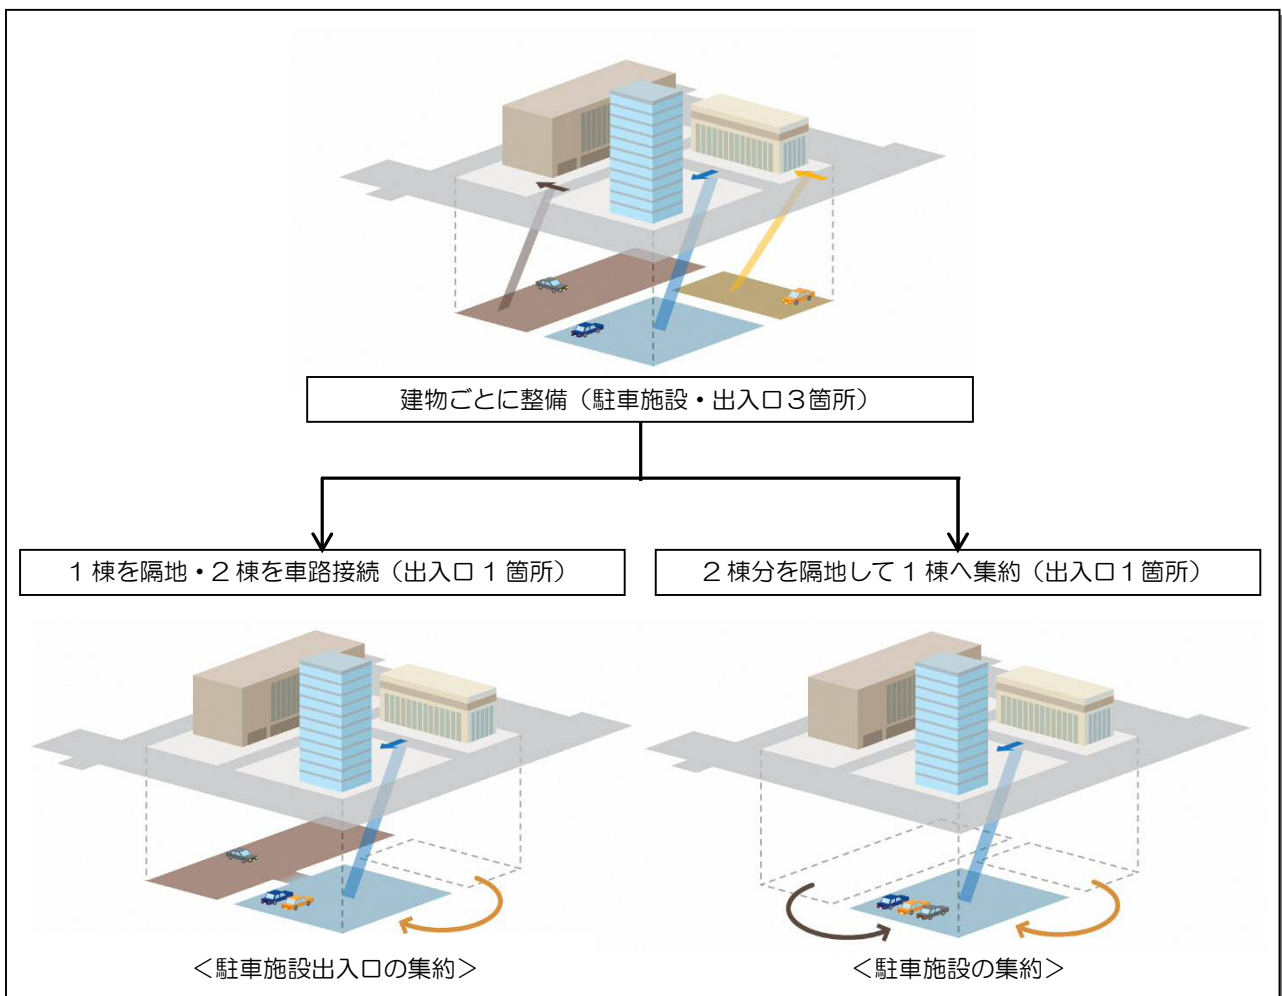 建物ごとに整備（駐車施設・出入口３箇所）
１棟を隔地・２棟を車路接続（出入口１箇所）
２棟分を隔地して１棟へ集約（出入口１箇所）
＜駐車施設出入口の集約＞
＜駐車施設の集約＞